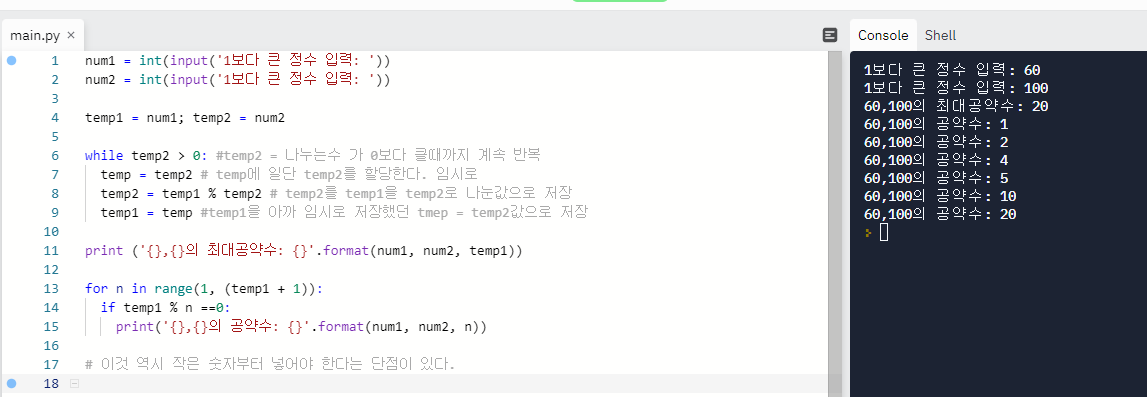 main.py ×
Console Shell
1 num1 = int(input('1보다 큰 정수 입력: '))
2 num2 = int(input('1보다 큰 정수 입력: '))
3
4 temp1 = num1; temp2 = num2
5
6 while temp2 > 0: #temp2 = 나누는수 가 0보다 클때까지 계속 반복
7 temp = temp2 # temp에 일단 temp2를 할당한다. 임시로
8 temp2 = temp1 % temp2 # temp2를 temp1을 temp2로 나눈값으로 저장
9 temp1 = temp #temp1을 아까 임시로 저장했던 tmep = temp2값으로 저장
10
11 print ('{},{}의 최대공약수: {}'.format(num1, num2, temp1))
12
13 for n in range(1, (temp1 + 1)):
14 if temp1 % n ==0:
15 print('{},{}의 공약수: {}'.format(num1, num2, n))
16
17 # 이것 역시 작은 숫자부터 넣어야 한다는 단점이 있다.
18
1보다 큰 정수 입력: 60
1보다 큰 정수 입력: 100
60,100의 최대공약수: 20
60,100의 공약수: 1
60,100의 공약수: 2
60,100의 공약수: 4
60,100의 공약수: 5
60,100의 공약수: 10
60,100의 공약수: 20